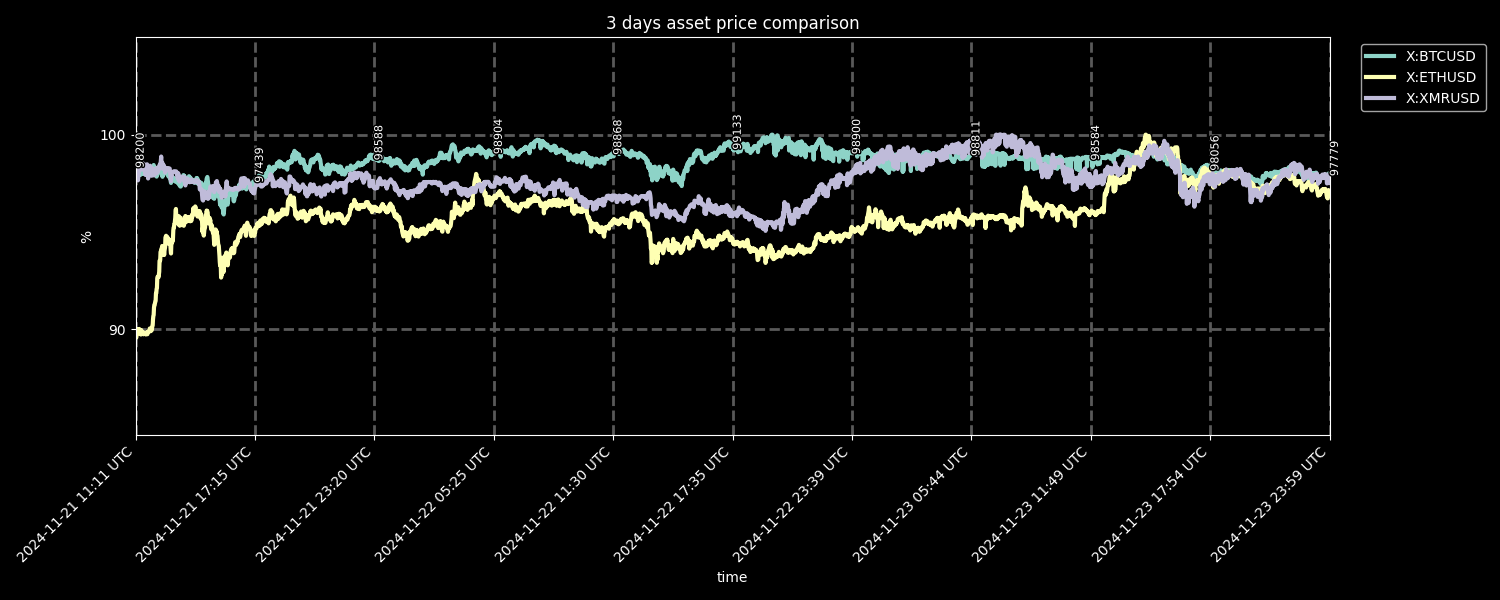 3 days asset price comparison
X:BTCUSD
X:ETHUSD
X:XMRUSD
100
90
%
98200
97439
98588
98904
98868
99133
98900
98811
98584
98056
97779
2024-11-21 11:11 UTC
2024-11-21 17:15 UTC
2024-11-21 23:20 UTC
2024-11-22 05:25 UTC
2024-11-22 11:30 UTC
2024-11-22 17:35 UTC
2024-11-22 23:39 UTC
2024-11-23 05:44 UTC
2024-11-23 11:49 UTC
2024-11-23 17:54 UTC
2024-11-23 23:59 UTC
time